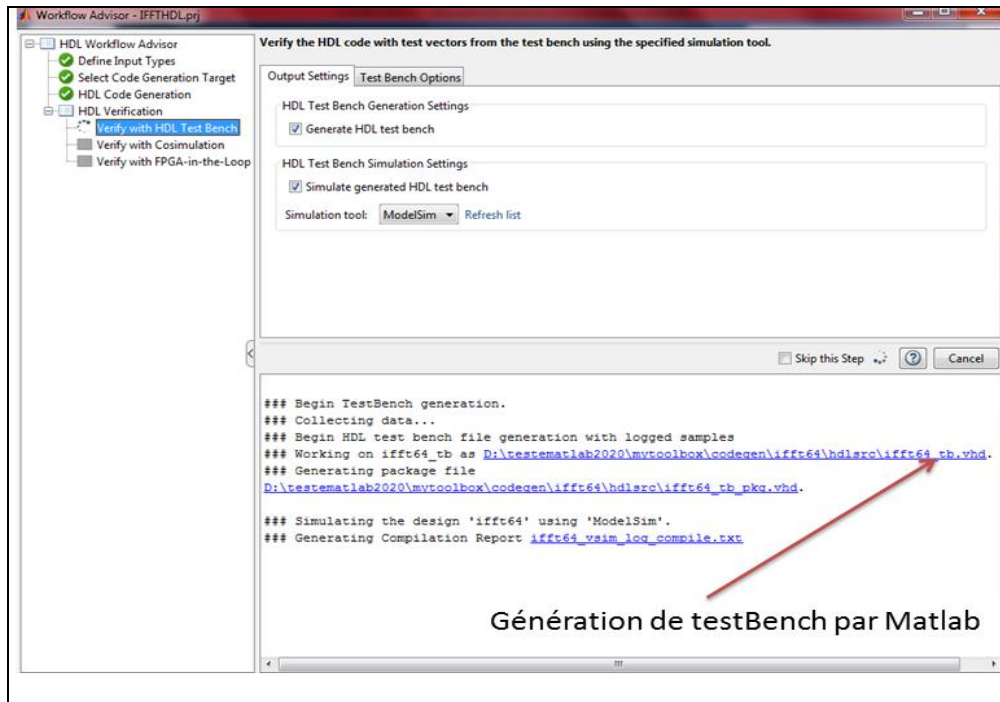 Workflow Advisor - IFFTHDL.prj
HDL Workflow Advisor
Define Input Types
Select Code Generation Target
HDL Code Generation
HDL Verification
Verify with HDL Test Bench
Verify with Cosimulation
Verify with FPGA-in-the-Loop
Verify the HDL code with test vectors from the test bench using the specified simulation tool.
Output Settings Test Bench Options
HDL Test Bench Generation Settings
Generate HDL test bench
HDL Test Bench Simulation Settings
Simulate generated HDL test bench
Simulation tool: ModelSim Refresh list
Skip this Step ? Cancel
### Begin TestBench generation.
### Collecting data...
### Begin HDL test bench file generation with logged samples
### Working on ifft64_tb as D:\testematlab2020\mytoolbox\codegen\ifft64\hdlsrc\ifft64_tb.vhd.
### Generating package file
D:\testematlab2020\mytoolbox\codegen\ifft64\hdlsrc\ifft64_tb_pkg.vhd.
### Simulating the design 'ifft64' using 'ModelSim'.
### Generating Compilation Report ifft64_vsim_log_compile.txt
Génération de testBench par Matlab